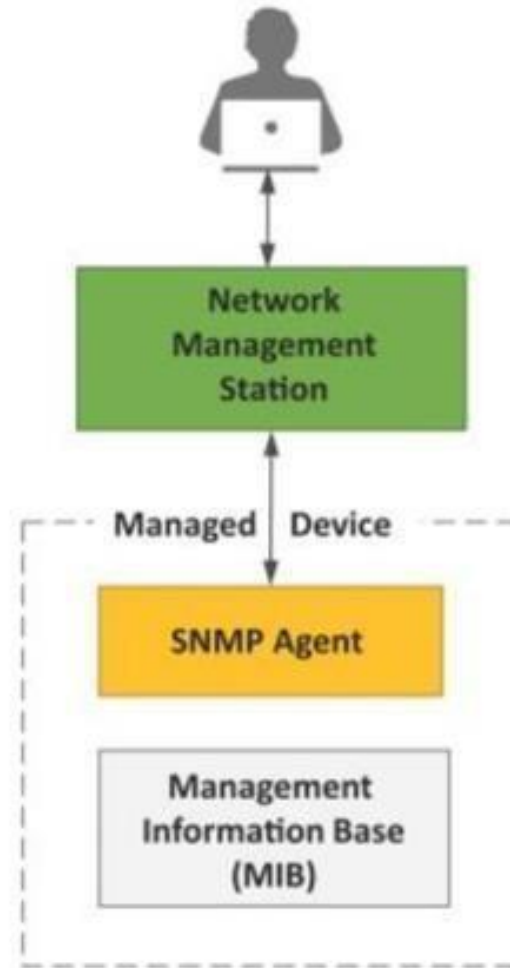 Network
Management
Station
Managed Device
SNMP Agent
Management
Information Base
(MIB)